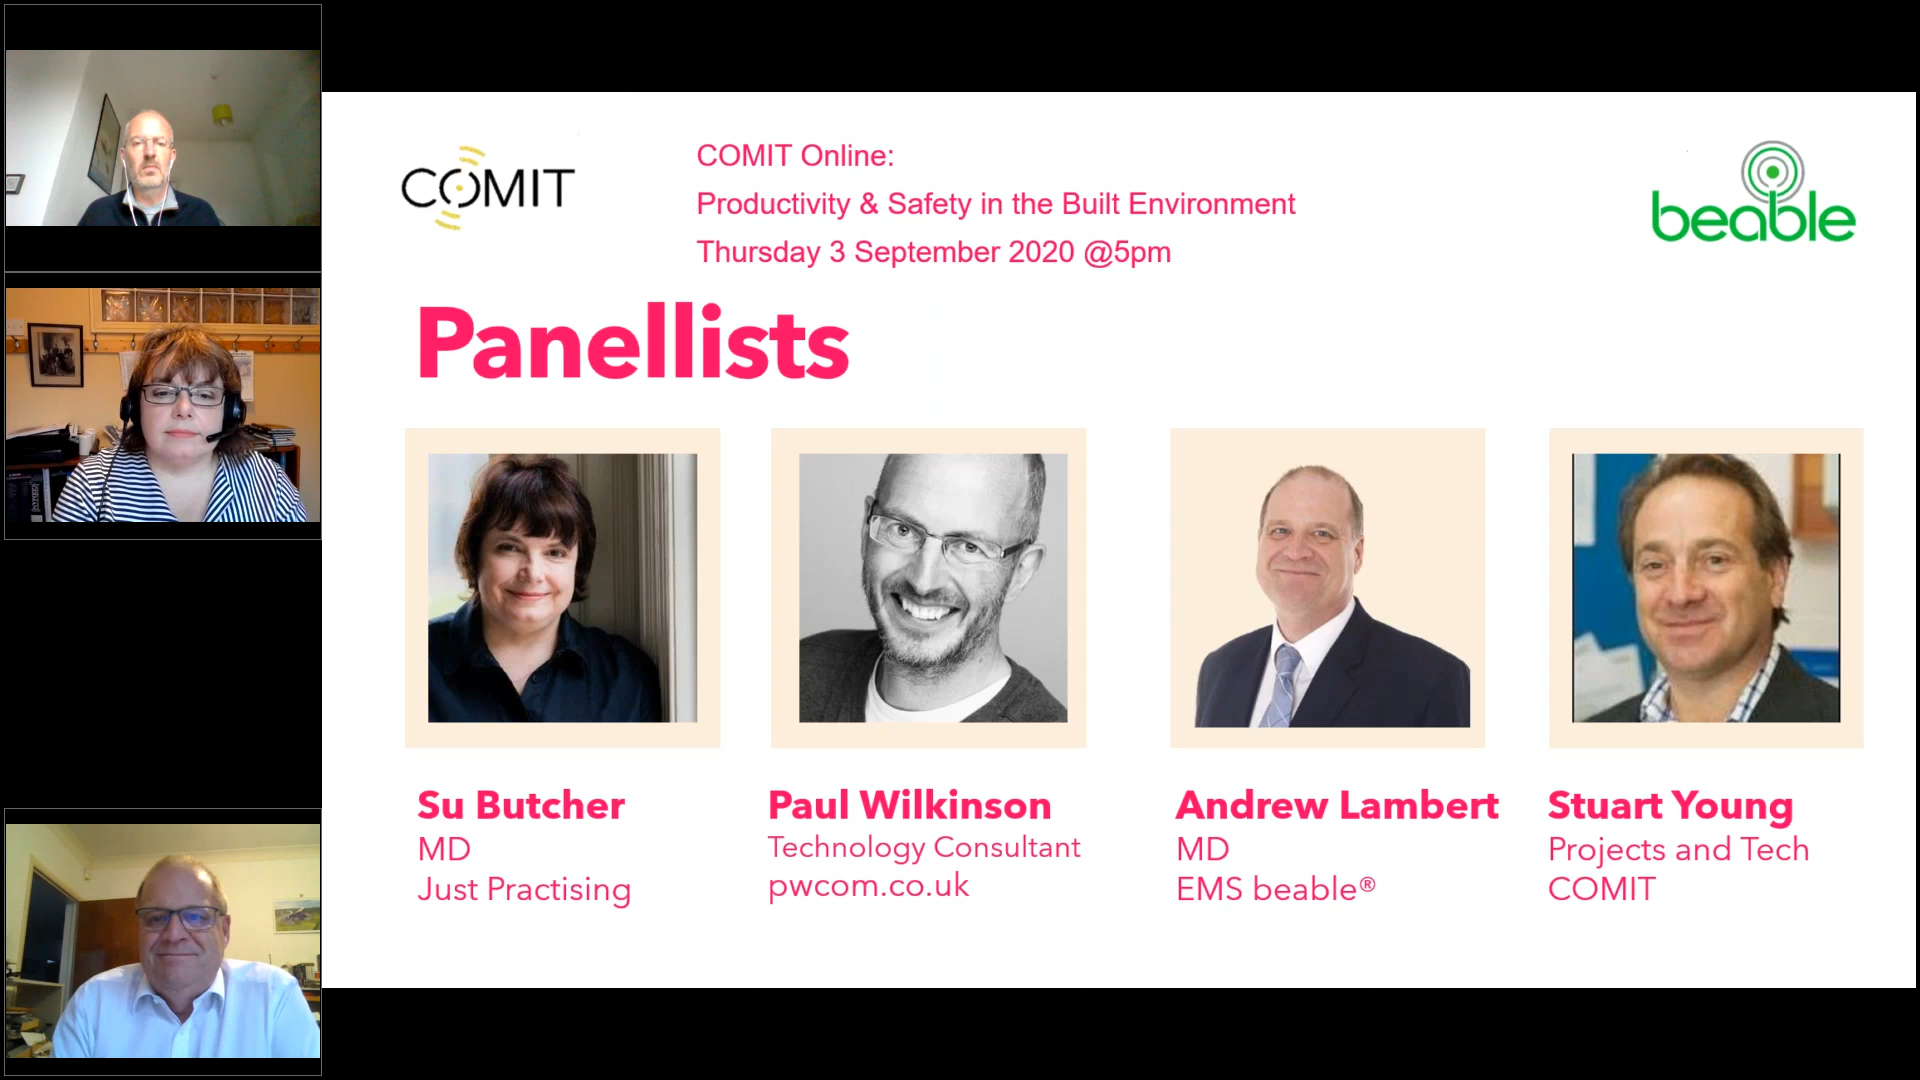 COMIT
COMIT Online:
Productivity & Safety in the Built Environment
Thursday 3 September 2020 @5pm
beable
Panellists
Su Butcher
MD
Just Practising
Paul Wilkinson
Technology Consultant
pwcom.co.uk
Andrew Lambert
MD
EMS beable®
Stuart Young
Projects and Tech
COMIT